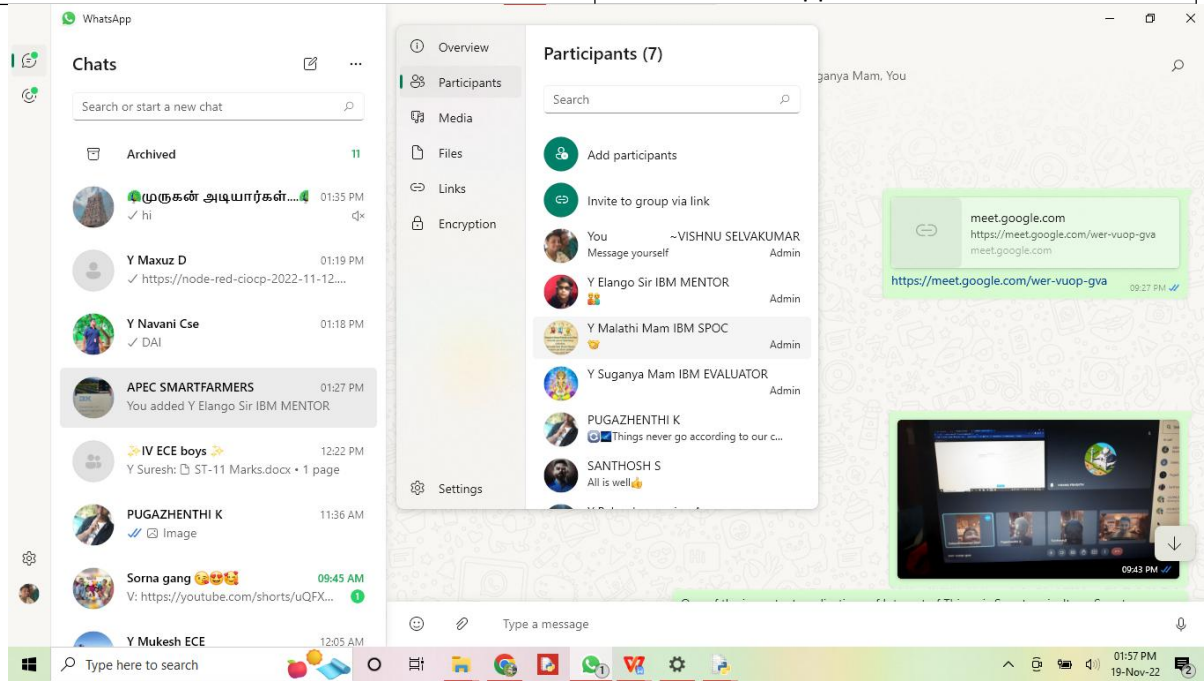 WhatsApp
Chats
Search or start a new chat
Archived 11
முருகன் அடியார்கள்.... 01:35 PM
✓ hi
Y Maxuz D 01:19 PM
✓ https://node-red-ciocp-2022-11-12....
Y Navani Cse 01:18 PM
✓ DAI
APEC SMARTFARMERS 01:27 PM
You added Y Elango Sir IBM MENTOR
✨IV ECE boys ✨ 12:22 PM
Y Suresh: ST-11 Marks.docx • 1 page
PUGAZHENTHI K 11:36 AM
Image
Sorna gang 😘😍🥰 09:45 AM
V: https://youtube.com/shorts/uQFX... 1
Y Mukesh ECE 12:05 AM
Overview
Participants
Media
Files
Links
Encryption
Settings
Participants (7)
Search
Add participants
Invite to group via link
You ~VISHNU SELVAKUMAR
Message yourself Admin
Y Elango Sir IBM MENTOR
Admin
Y Malathi Mam IBM SPOC
Admin
Y Suganya Mam IBM EVALUATOR
Admin
PUGAZHENTHI K
Things never go according to our c...
SANTHOSH S
All is well👍
ganya Mam, You
meet.google.com
https://meet.google.com/wer-vuop-gva
meet.google.com
https://meet.google.com/wer-vuop-gva 09:27 PM
09:43 PM
Type a message
Type here to search
1
01:57 PM
19-Nov-22
2